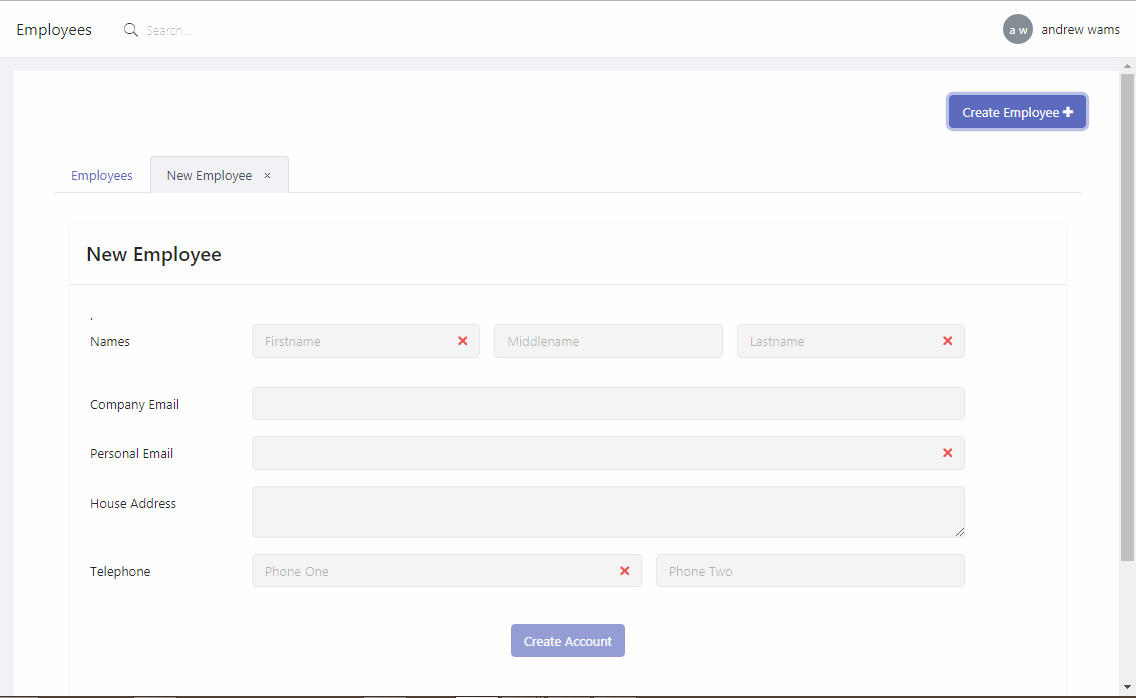 Employees Search... a w andrew wams
Create Employee +
Employees New Employee ×
New Employee
.
Names Firstname Middlename Lastname
Company Email
Personal Email
House Address
Telephone Phone One Phone Two
Create Account